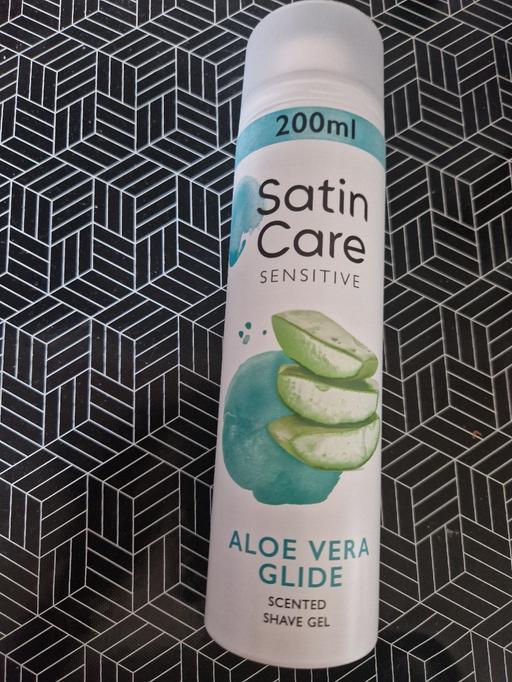 200ml
Satin
Care
SENSITIVE
ALOE VERA
GLIDE
SCENTED
SHAVE GEL